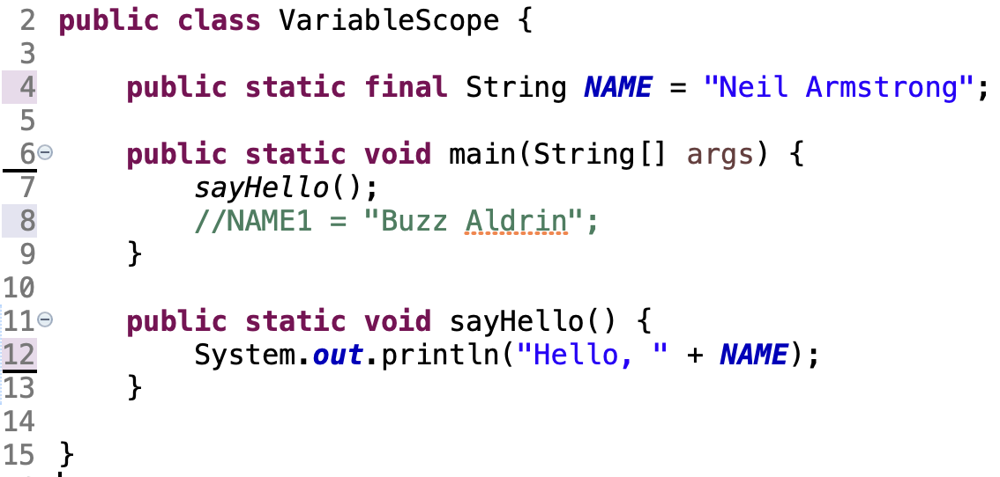 2 public class VariableScope {
3
4 public static final String NAME = "Neil Armstrong";
5
6 public static void main(String[] args) {
7 sayHello();
8 //NAME1 = "Buzz Aldrin";
9 }
10
11 public static void sayHello() {
12 System.out.println("Hello, " + NAME);
13 }
14
15 }